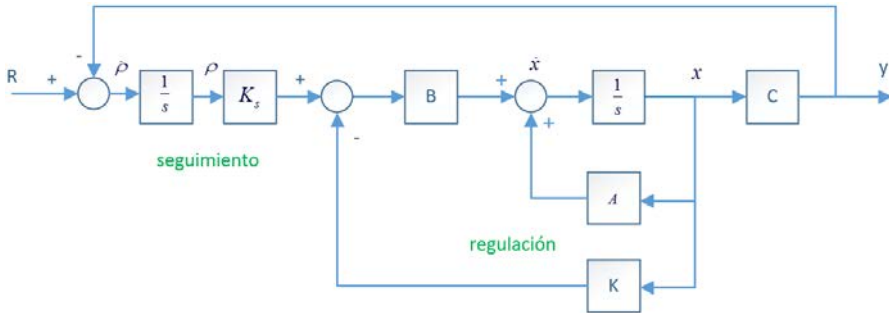 R
+
-
ρ̇
1/s
ρ
K_s
+
-
B
+
+
ẋ
1/s
x
C
y
seguimiento
A
regulación
K